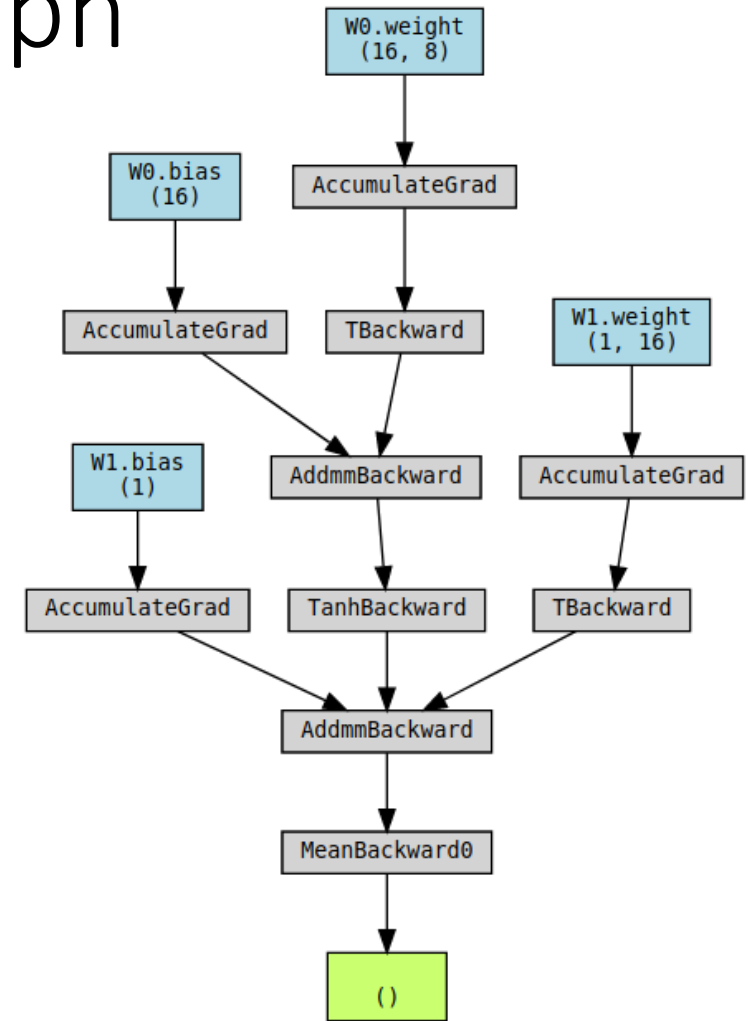 ph
W0.weight
(16, 8)
W0.bias
(16)
AccumulateGrad
AccumulateGrad
TBackward
W1.weight
(1, 16)
W1.bias
(1)
AddmmBackward
AccumulateGrad
AccumulateGrad
TanhBackward
TBackward
AddmmBackward
MeanBackward0
()